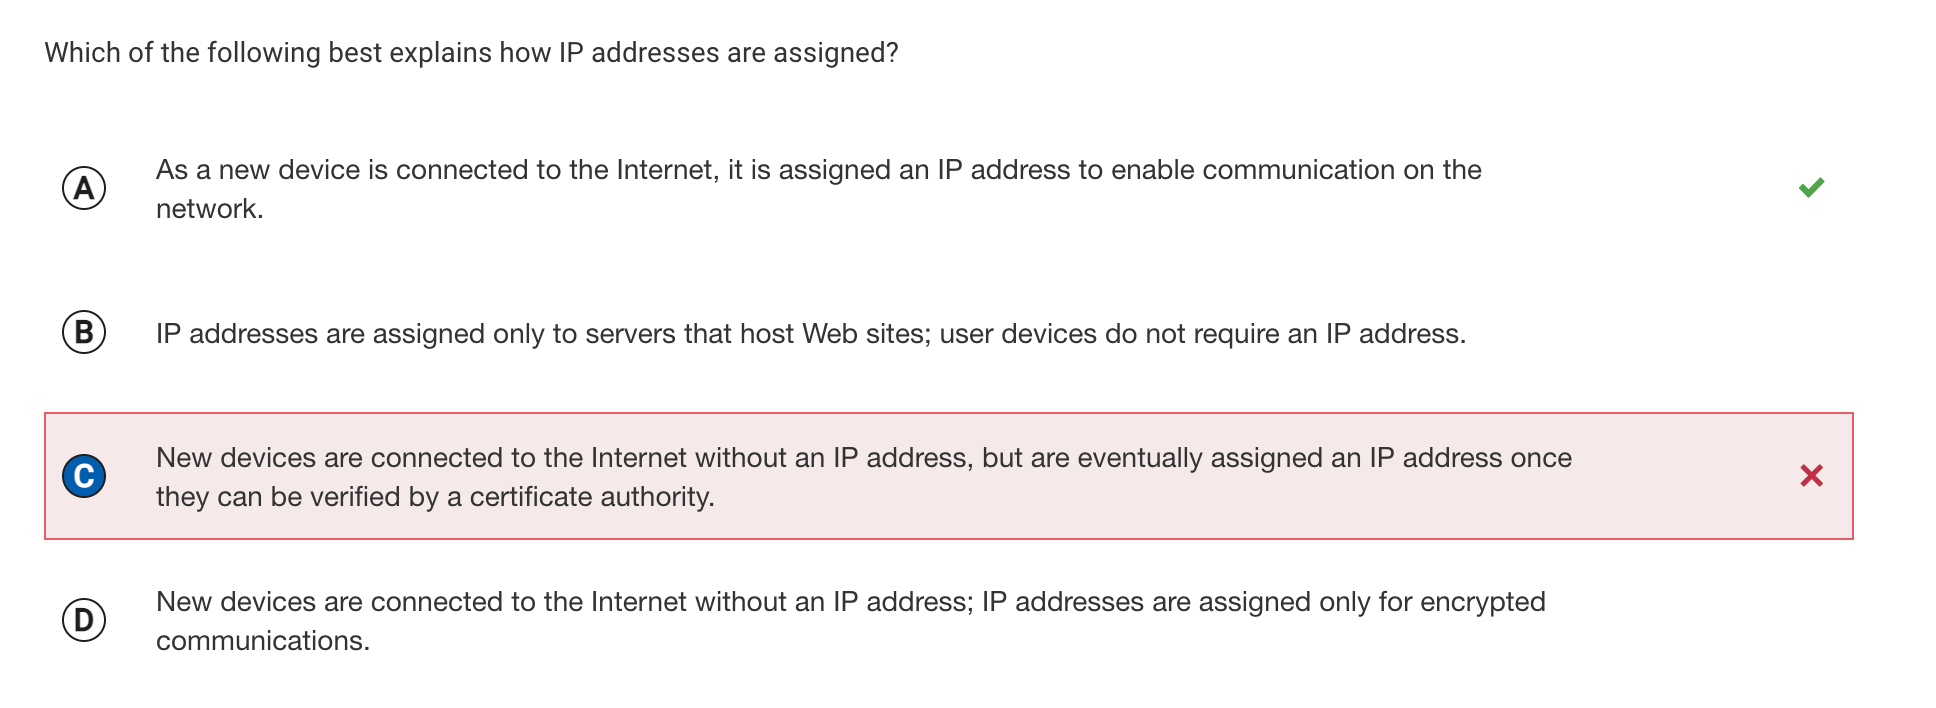 Which of the following best explains how IP addresses are assigned?
A
As a new device is connected to the Internet, it is assigned an IP address to enable communication on the
network.
B
IP addresses are assigned only to servers that host Web sites; user devices do not require an IP address.
C
New devices are connected to the Internet without an IP address, but are eventually assigned an IP address once
they can be verified by a certificate authority.
D
New devices are connected to the Internet without an IP address; IP addresses are assigned only for encrypted
communications.